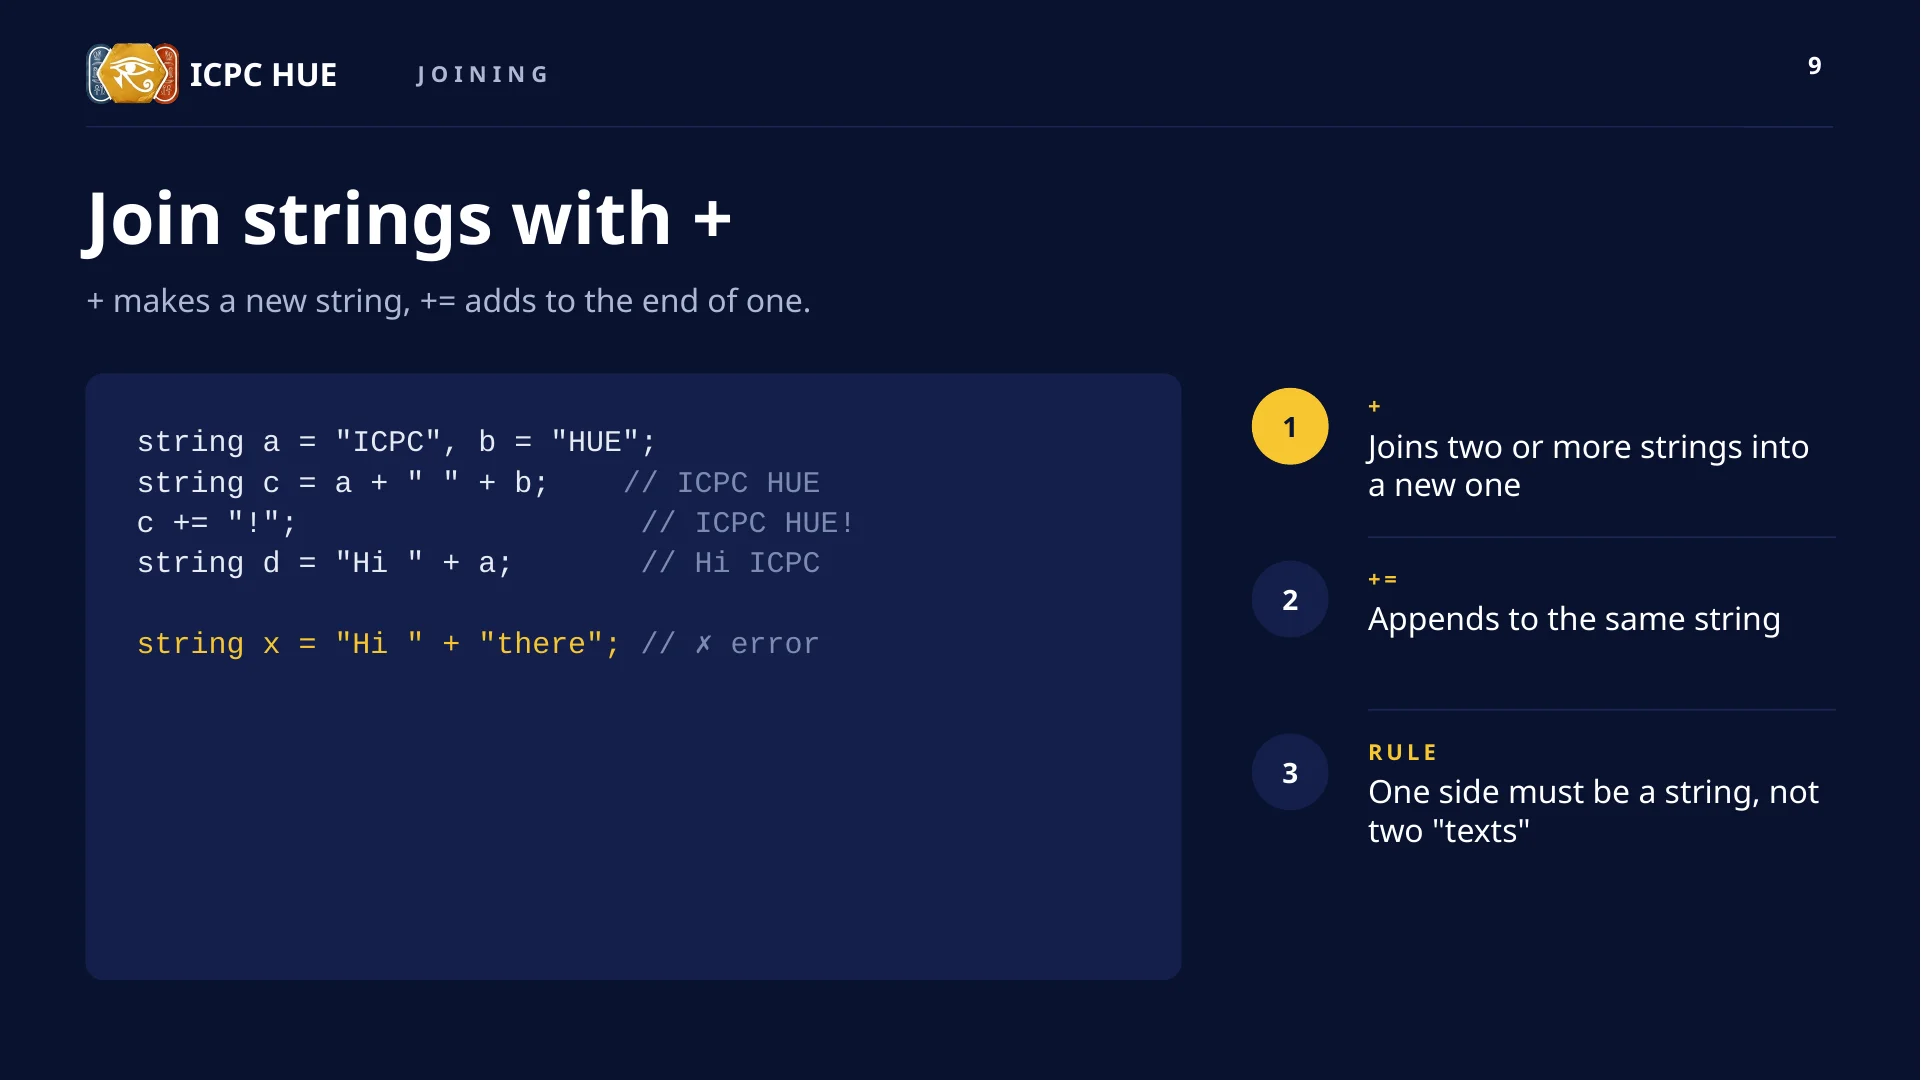 ICPC HUE
JOINING
9
Join strings with +
+ makes a new string, += adds to the end of one.
string a = "ICPC", b = "HUE";
string c = a + " " + b;    // ICPC HUE
c += "!";                   // ICPC HUE!
string d = "Hi " + a;       // Hi ICPC
string x = "Hi " + "there"; // ✗ error
1
+
Joins two or more strings into
a new one
2
+=
Appends to the same string
3
RULE
One side must be a string, not
two "texts"